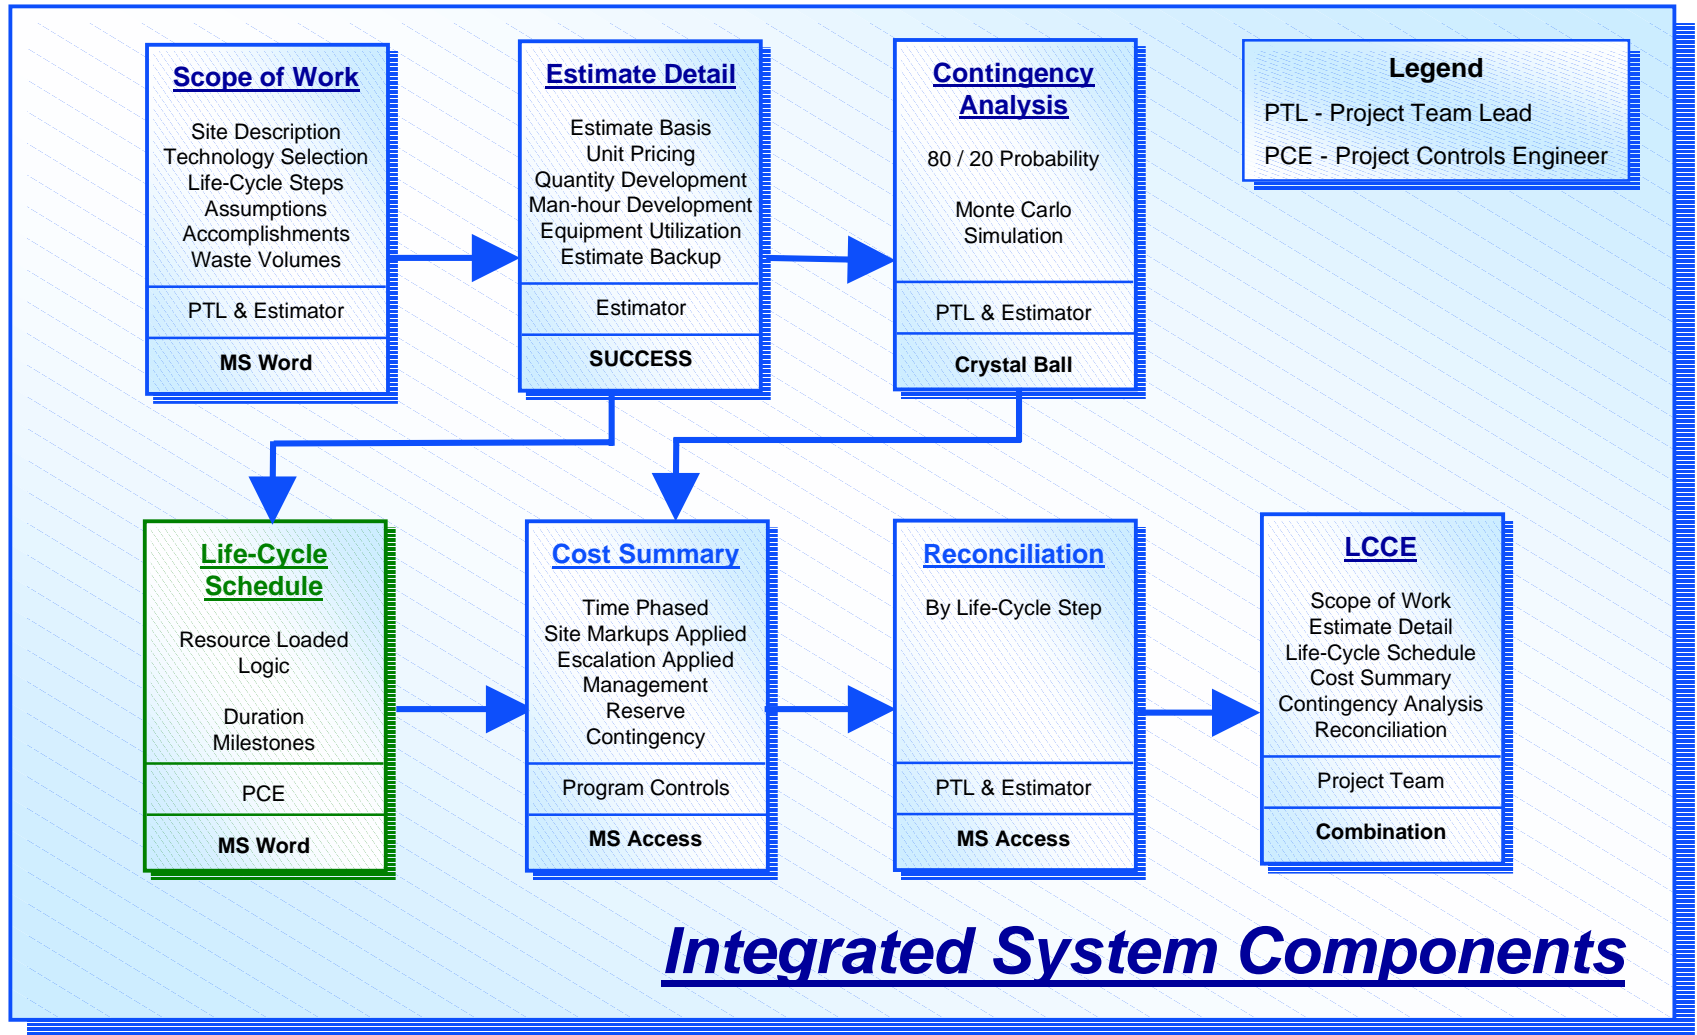 Scope of Work
Site Description
Technology Selection
Life-Cycle Steps
Assumptions
Accomplishments
Waste Volumes
PTL & Estimator
MS Word
Estimate Detail
Estimate Basis
Unit Pricing
Quantity Development
Man-hour Development
Equipment Utilization
Estimate Backup
Estimator
SUCCESS
Contingency
Analysis
80 / 20 Probability
Monte Carlo
Simulation
PTL & Estimator
Crystal Ball
Legend
PTL - Project Team Lead
PCE - Project Controls Engineer
Life-Cycle
Schedule
Resource Loaded
Logic
Duration
Milestones
PCE
MS Word
Cost Summary
Time Phased
Site Markups Applied
Escalation Applied
Management
Reserve
Contingency
Program Controls
MS Access
Reconciliation
By Life-Cycle Step
PTL & Estimator
MS Access
LCCE
Scope of Work
Estimate Detail
Life-Cycle Schedule
Cost Summary
Contingency Analysis
Reconciliation
Project Team
Combination
Integrated System Components